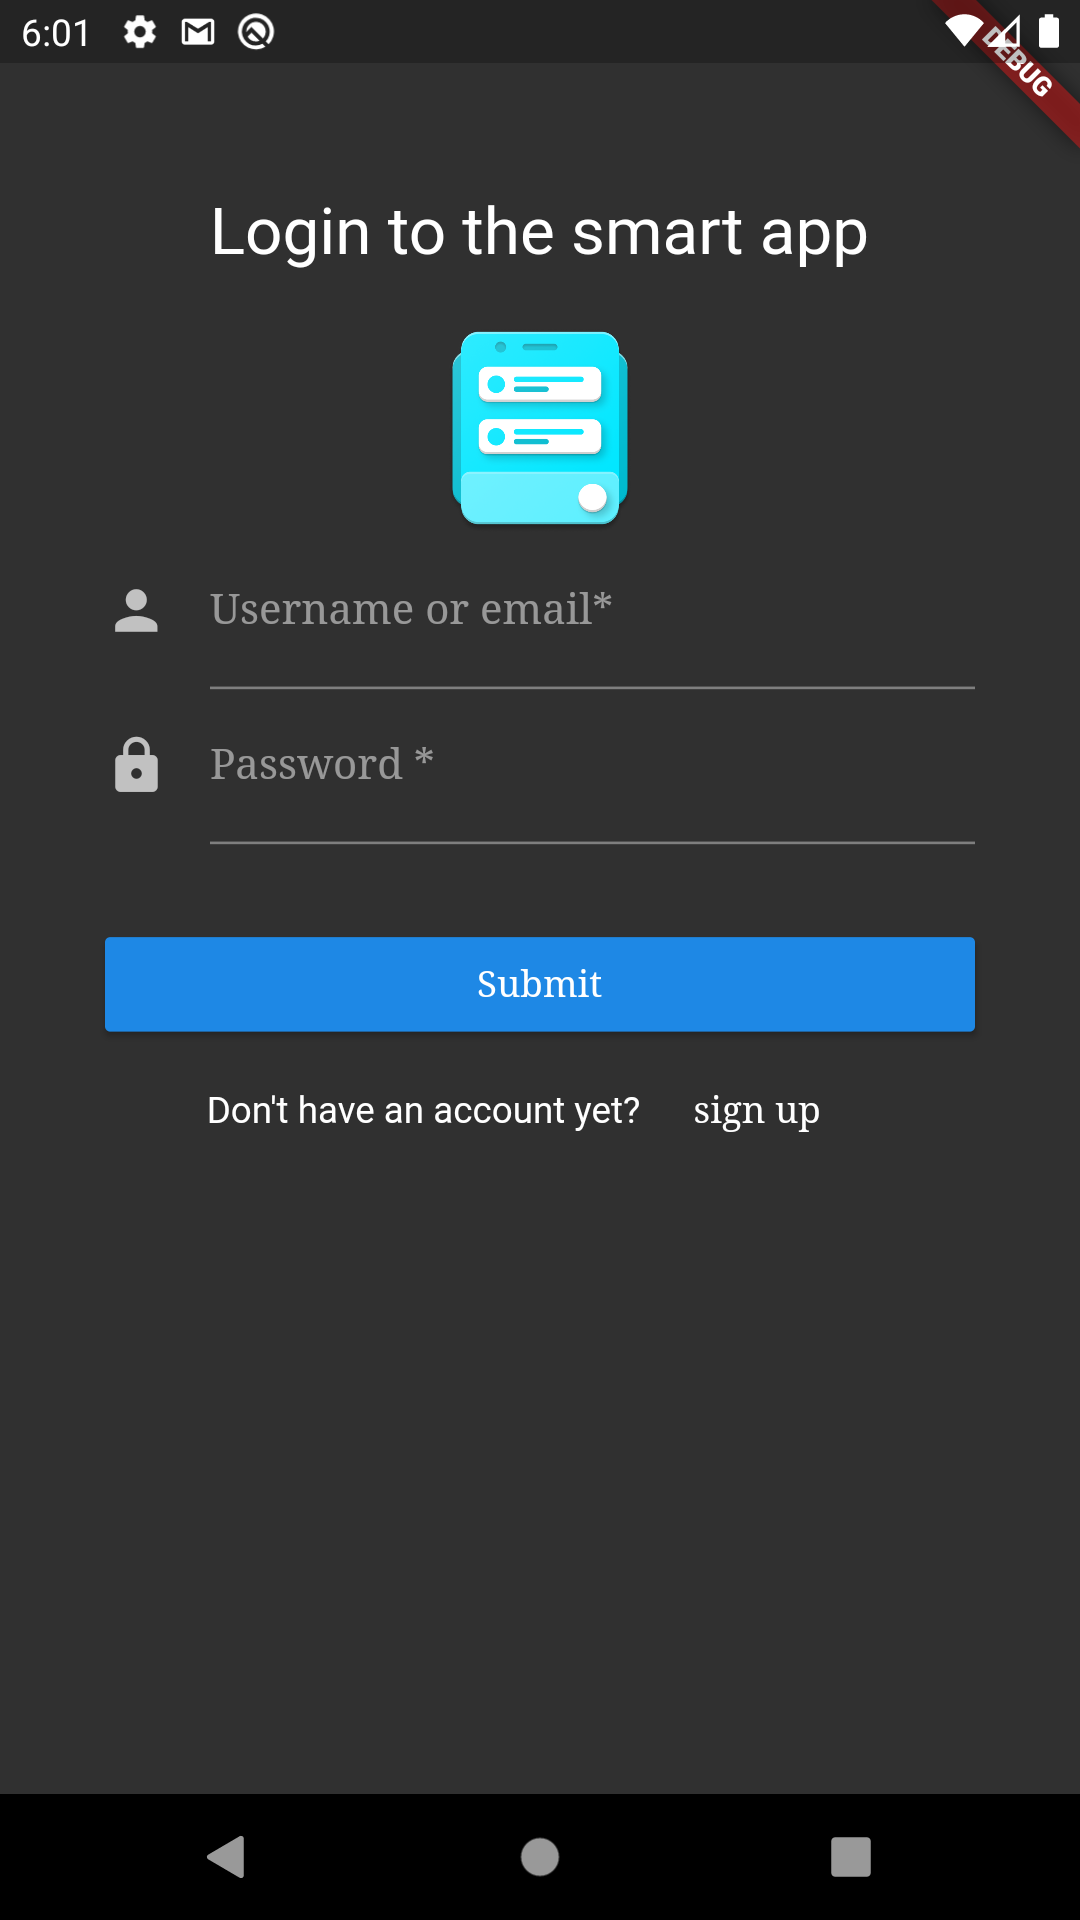 6:01
DEBUG
Login to the smart app
Username or email*
Password *
Submit
Don't have an account yet? sign up